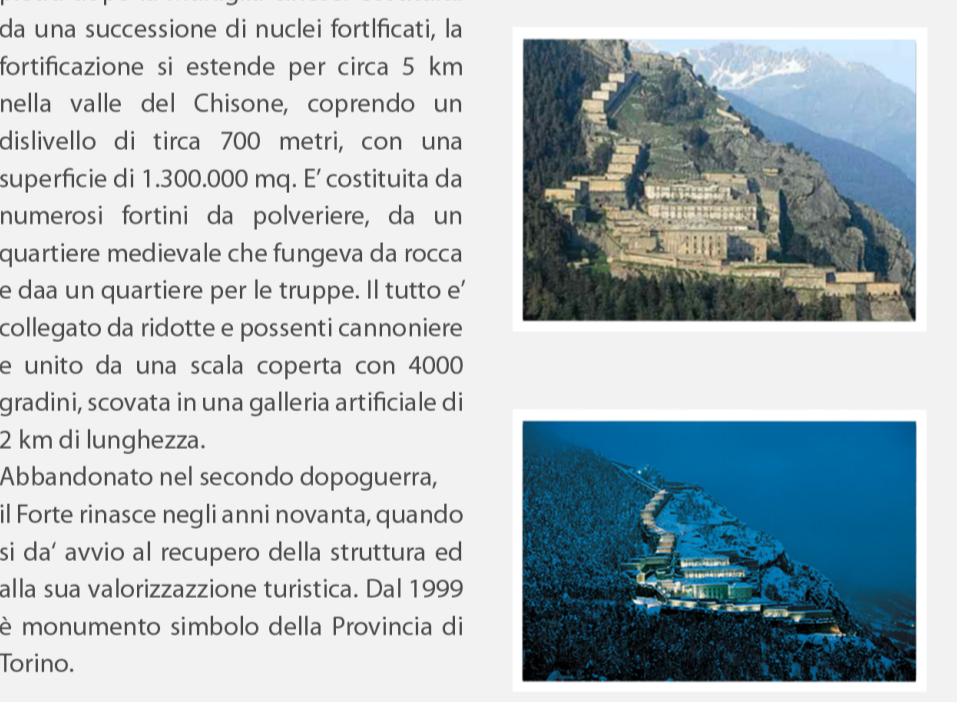 da una successione di nuclei fortlficati, la
fortificazione si estende per circa 5 km
nella valle del Chisone, coprendo un
dislivello di tirca 700 metri, con una
superficie di 1.300.000 mq. E’ costituita da
numerosi fortini da polveriere, da un
quartiere medievale che fungeva da rocca
e daa un quartiere per le truppe. Il tutto e’
collegato da ridotte e possenti cannoniere
e unito da una scala coperta con 4000
gradini, scovata in una galleria artificiale di
2 km di lunghezza.
Abbandonato nel secondo dopoguerra,
il Forte rinasce negli anni novanta, quando
si da‘ avvio al recupero della struttura ed
alla sua valorizzazzione turistica. Dal 1999
è monumento simbolo della Provincia di
Torino.